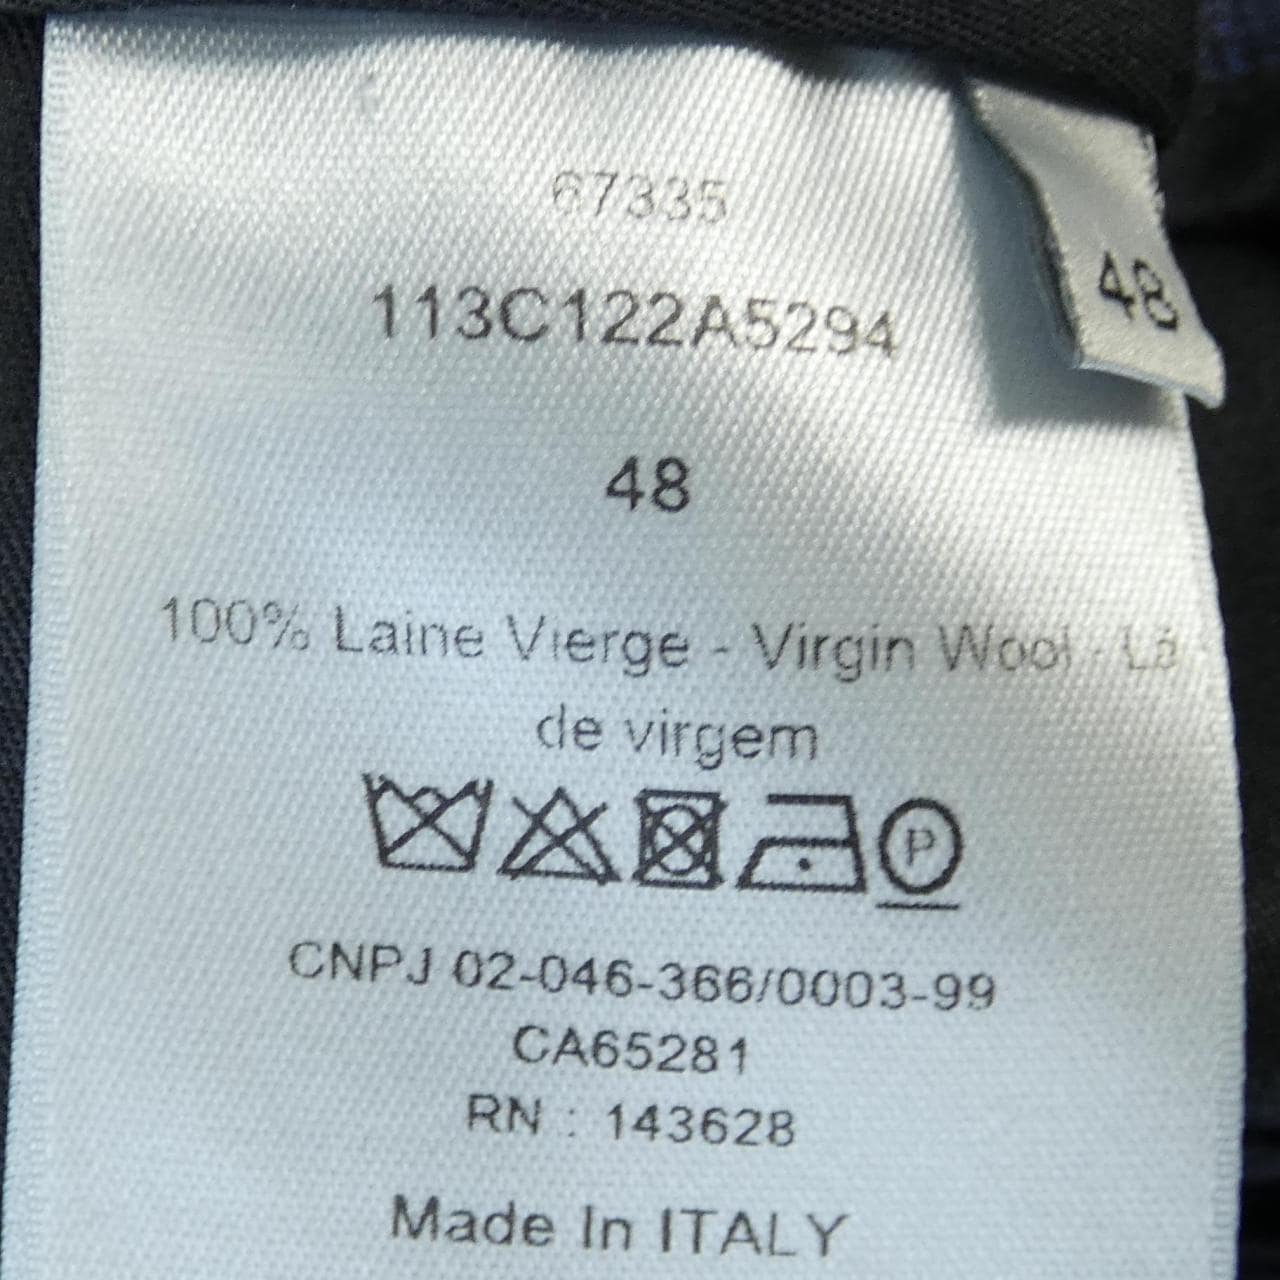 67335
113C122A5294
48
48
100% Laine Vierge - Virgin Wool - Lã
de virgem
P
CNPJ 02-046-366/0003-99
CA65281
RN : 143628
Made In ITALY